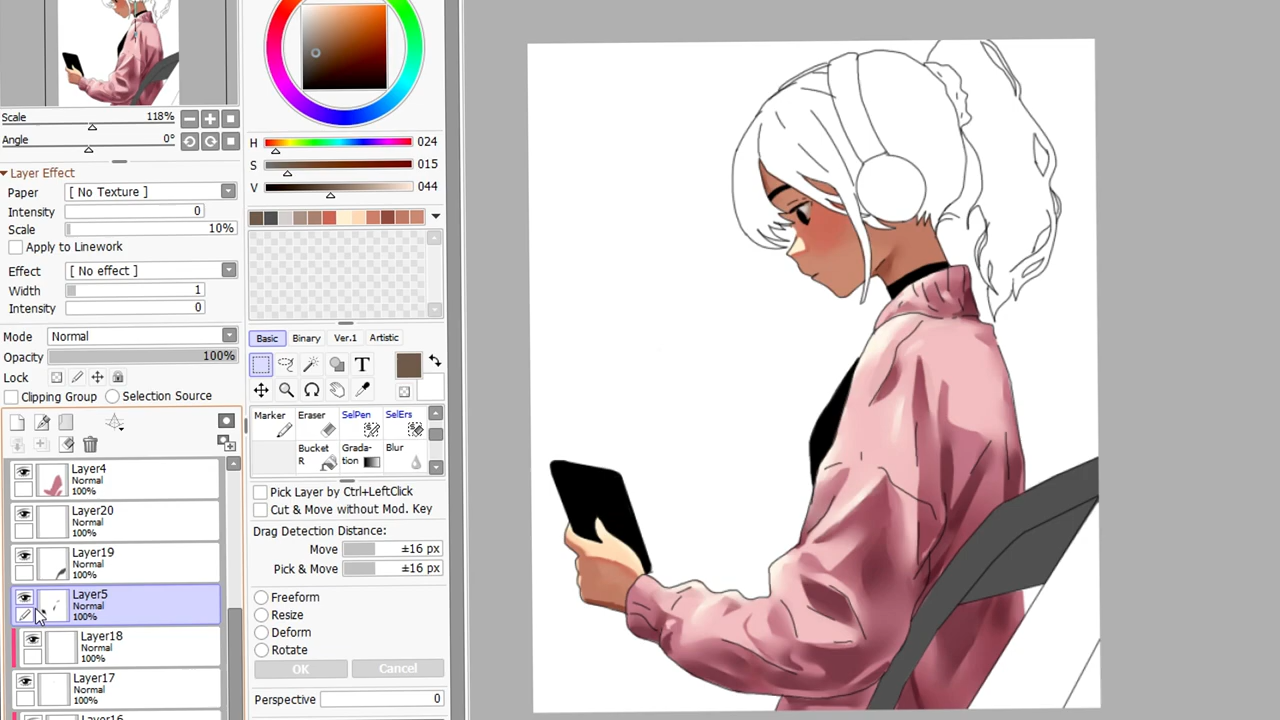 Scale 118%
Angle 0°
Layer Effect
Paper [ No Texture ]
Intensity 0
Scale 10%
Apply to Linework
Effect [ No effect ]
Width 1
Intensity 0
Mode Normal
Opacity 100%
Lock
Clipping Group Selection Source
Layer4
Normal
100%
Layer20
Normal
100%
Layer19
Normal
100%
Layer5
Normal
100%
Layer18
Normal
100%
Layer17
Normal
100%
Layer16
H 024
S 015
V 044
Basic Binary Ver.1 Artistic
T
Marker Eraser SelPen SelErs
Bucket Grada- Blur
R tion
Pick Layer by Ctrl+LeftClick
Cut & Move without Mod. Key
Drag Detection Distance:
Move ±16 px
Pick & Move ±16 px
Freeform
Resize
Deform
Rotate
OK Cancel
Perspective 0